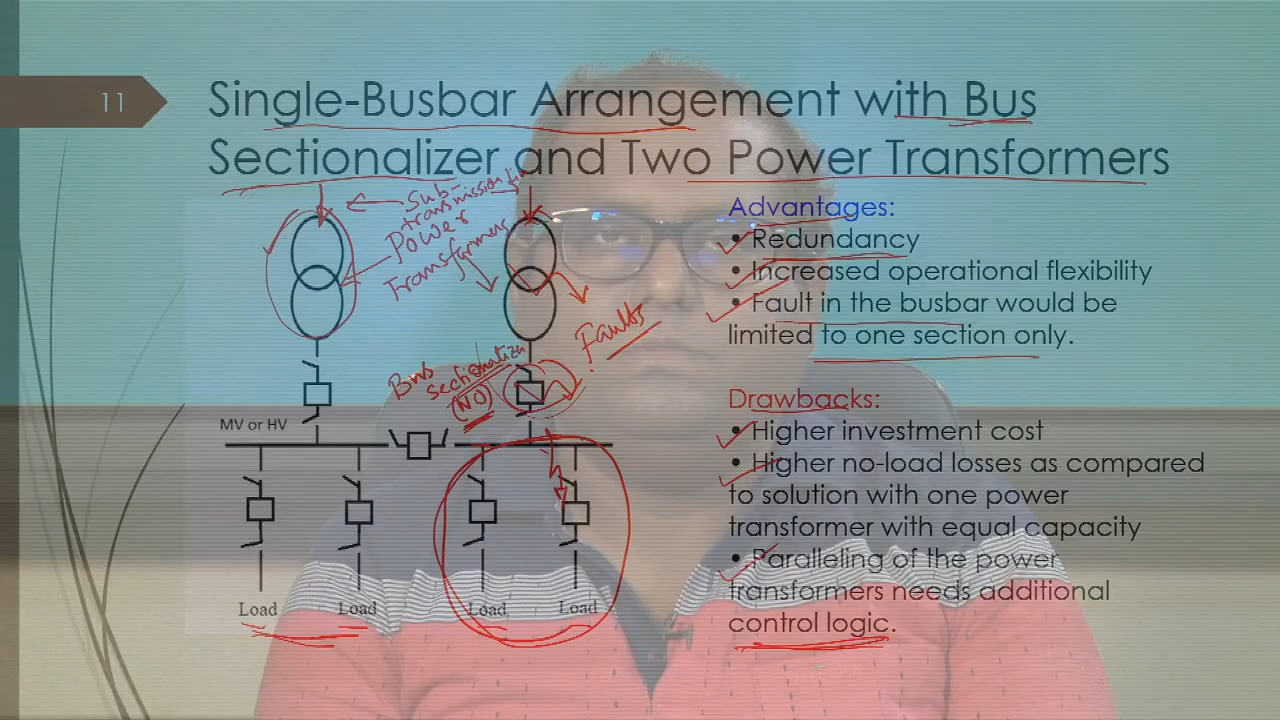 11
Single-Busbar Arrangement with Bus
Sectionalizer and Two Power Transformers
Sub-
transmission
Power
Transformers
Faults
Bus
(NO)
MV or HV
Load
Load
Load
Load
Advantages:
• Redundancy
• Increased operational flexibility
• Fault in the busbar would be
limited to one section only.
Drawbacks:
• Higher investment cost
• Higher no-load losses as compared
to solution with one power
transformer with equal capacity
• Paralleling of the power
transformers needs additional
control logic.